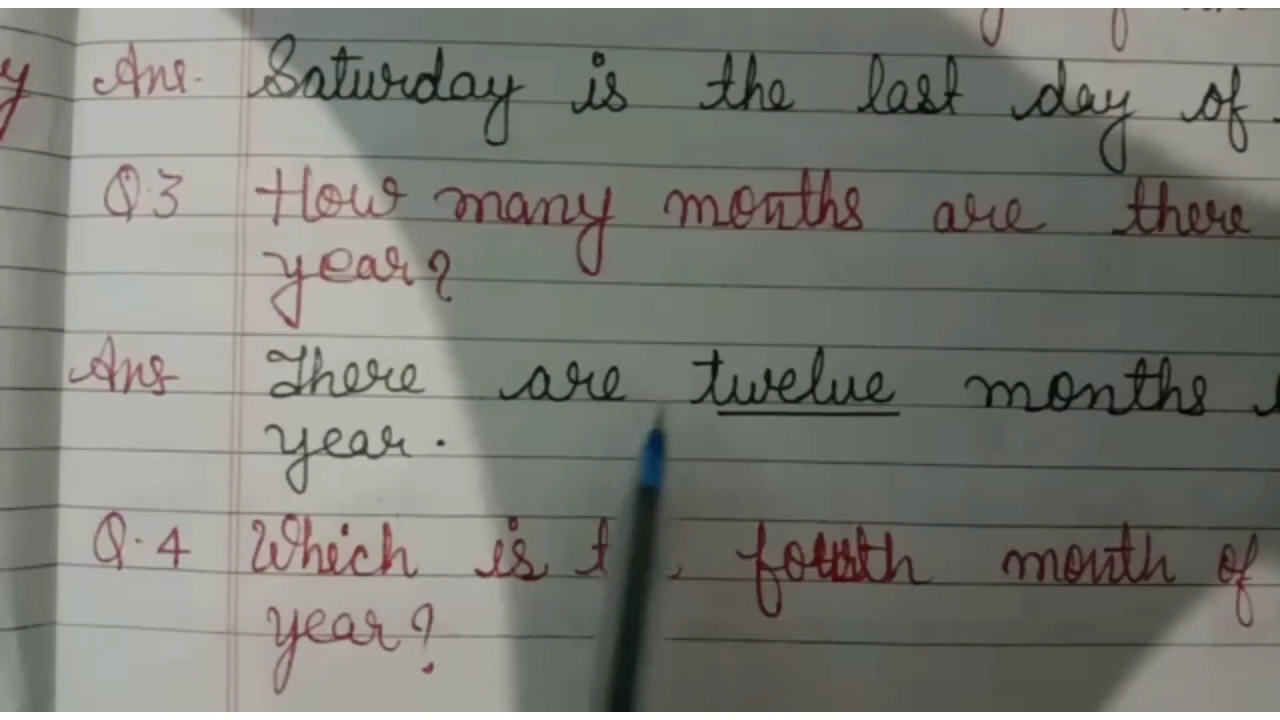 y Ans. Saturday is the last day of
Q.3 How many months are there
year?
Ans There are twelve months
year.
Q.4 Which is fourth month of
year?